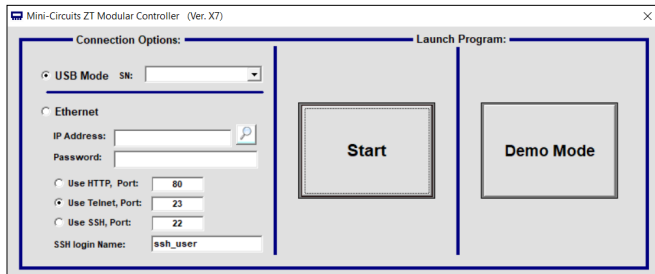 Mini-Circuits ZT Modular Controller (Ver. X7)
Connection Options:
USB Mode SN:
Ethernet
IP Address:
Password:
Use HTTP, Port: 80
Use Telnet, Port: 23
Use SSH, Port: 22
SSH login Name: ssh_user
Launch Program:
Start
Demo Mode